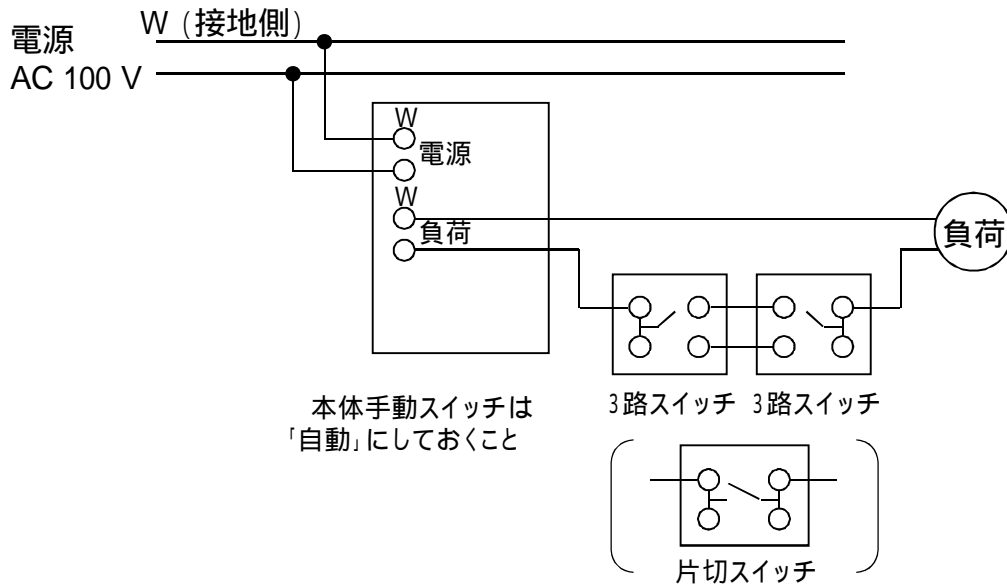 W (接地側)
電源
AC 100 V
W
電源
W
負荷
負荷
本体手動スイッチは
「自動」にしておくこと
3路スイッチ
3路スイッチ
片切スイッチ